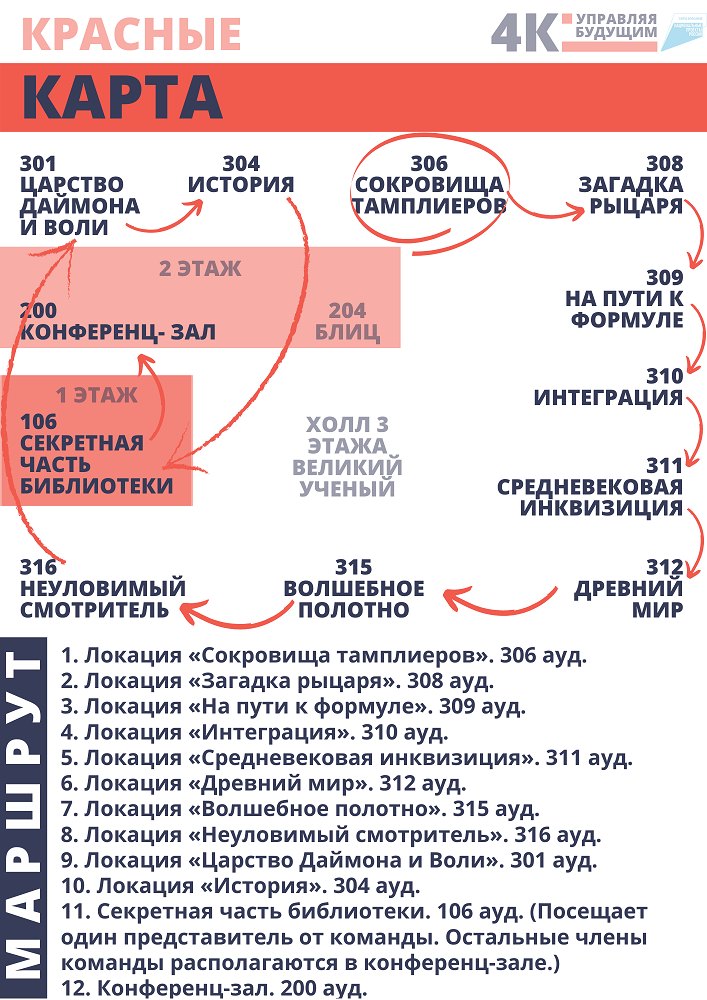 КРАСНЫЕ
4К:
УПРАВЛЯЯ
БУДУЩИМ
КАРТА
301
ЦАРСТВО
ДАЙМОНА
И ВОЛИ
304
ИСТОРИЯ
306
СОКРОВИЩА
ТАМПЛИЕРОВ
308
ЗАГАДКА
РЫЦАРЯ
2 ЭТАЖ
309
НА ПУТИ К
ФОРМУЛЕ
200
КОНФЕРЕНЦ- ЗАЛ
204
БЛИЦ
310
ИНТЕГРАЦИЯ
1 ЭТАЖ
106
СЕКРЕТНАЯ
ЧАСТЬ
БИБЛИОТЕКИ
ХОЛЛ 3
ЭТАЖА
ВЕЛИКИЙ
УЧЕНЫЙ
311
СРЕДНЕВЕКОВАЯ
ИНКВИЗИЦИЯ
316
НЕУЛОВИМЫЙ
СМОТРИТЕЛЬ
315
ВОЛШЕБНОЕ
ПОЛОТНО
312
ДРЕВНИЙ
МИР
МАРШРУТ
1. Локация «Сокровища тамплиеров». 306 ауд.
2. Локация «Загадка рыцаря». 308 ауд.
3. Локация «На пути к формуле». 309 ауд.
4. Локация «Интеграция». 310 ауд.
5. Локация «Средневековая инквизиция». 311 ауд.
6. Локация «Древний мир». 312 ауд.
7. Локация «Волшебное полотно». 315 ауд.
8. Локация «Неуловимый смотритель». 316 ауд.
9. Локация «Царство Даймона и Воли». 301 ауд.
10. Локация «История». 304 ауд.
11. Секретная часть библиотеки. 106 ауд. (Посещает
один представитель от команды. Остальные члены
команды располагаются в конференц-зале.)
12. Конференц-зал. 200 ауд.